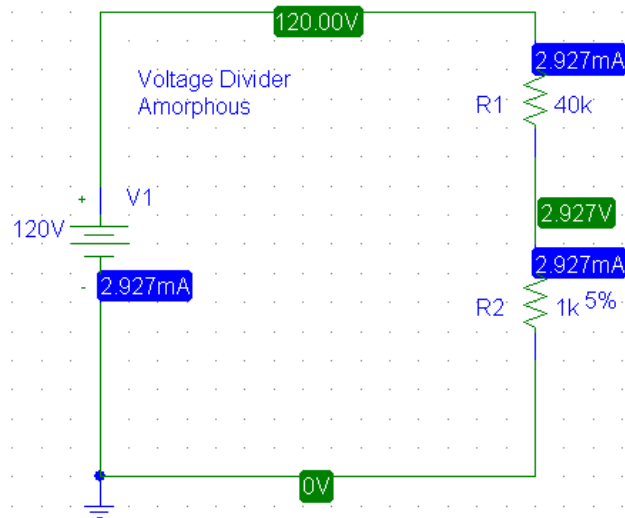 120.00V
Voltage Divider
Amorphous
2.927mA
R1 40k
+ V1
120V
2.927V
2.927mA
- 2.927mA
R2 1k 5%
0V